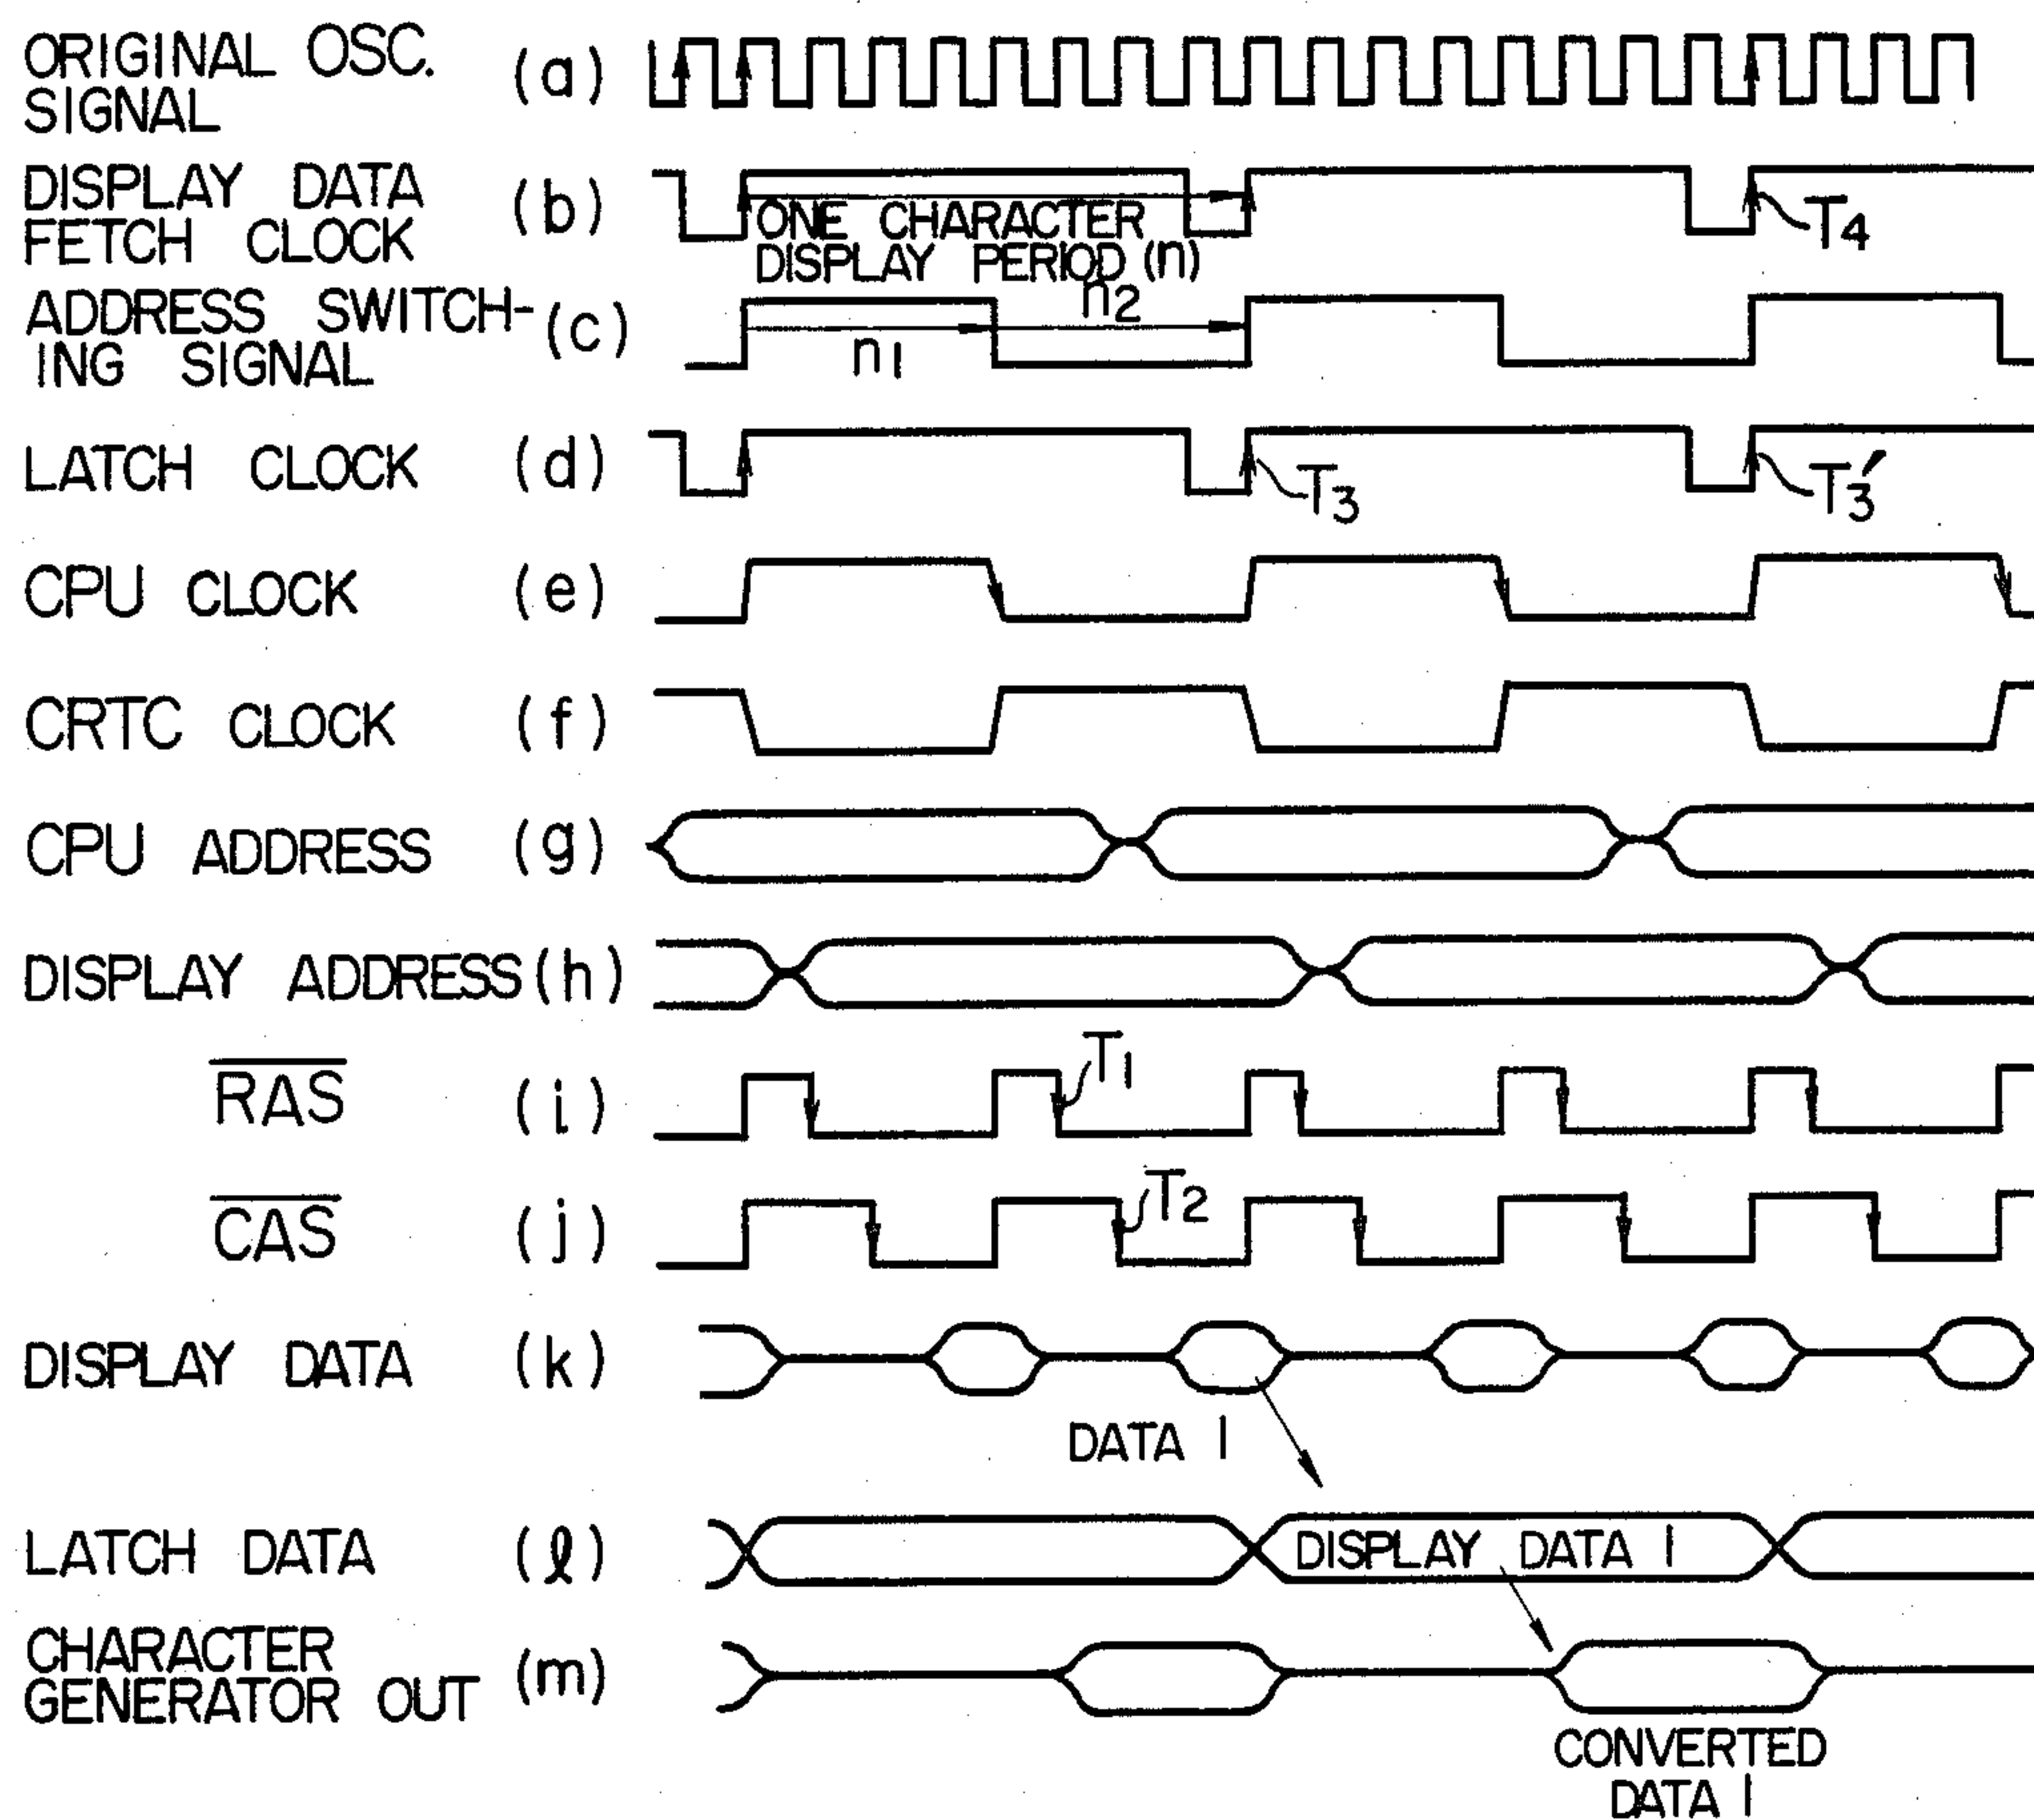 ORIGINAL OSC.
SIGNAL
(a)
DISPLAY DATA
FETCH CLOCK
(b)
ONE CHARACTER
DISPLAY PERIOD (n)
T4
ADDRESS SWITCH-
ING SIGNAL
(c)
n1
n2
LATCH CLOCK (d)
T3
T3'
CPU CLOCK (e)
CRTC CLOCK (f)
CPU ADDRESS (g)
DISPLAY ADDRESS (h)
RAS (i)
T1
CAS (j)
T2
DISPLAY DATA (k)
DATA 1
LATCH DATA (ℓ)
DISPLAY DATA 1
CHARACTER
GENERATOR OUT
(m)
CONVERTED
DATA 1